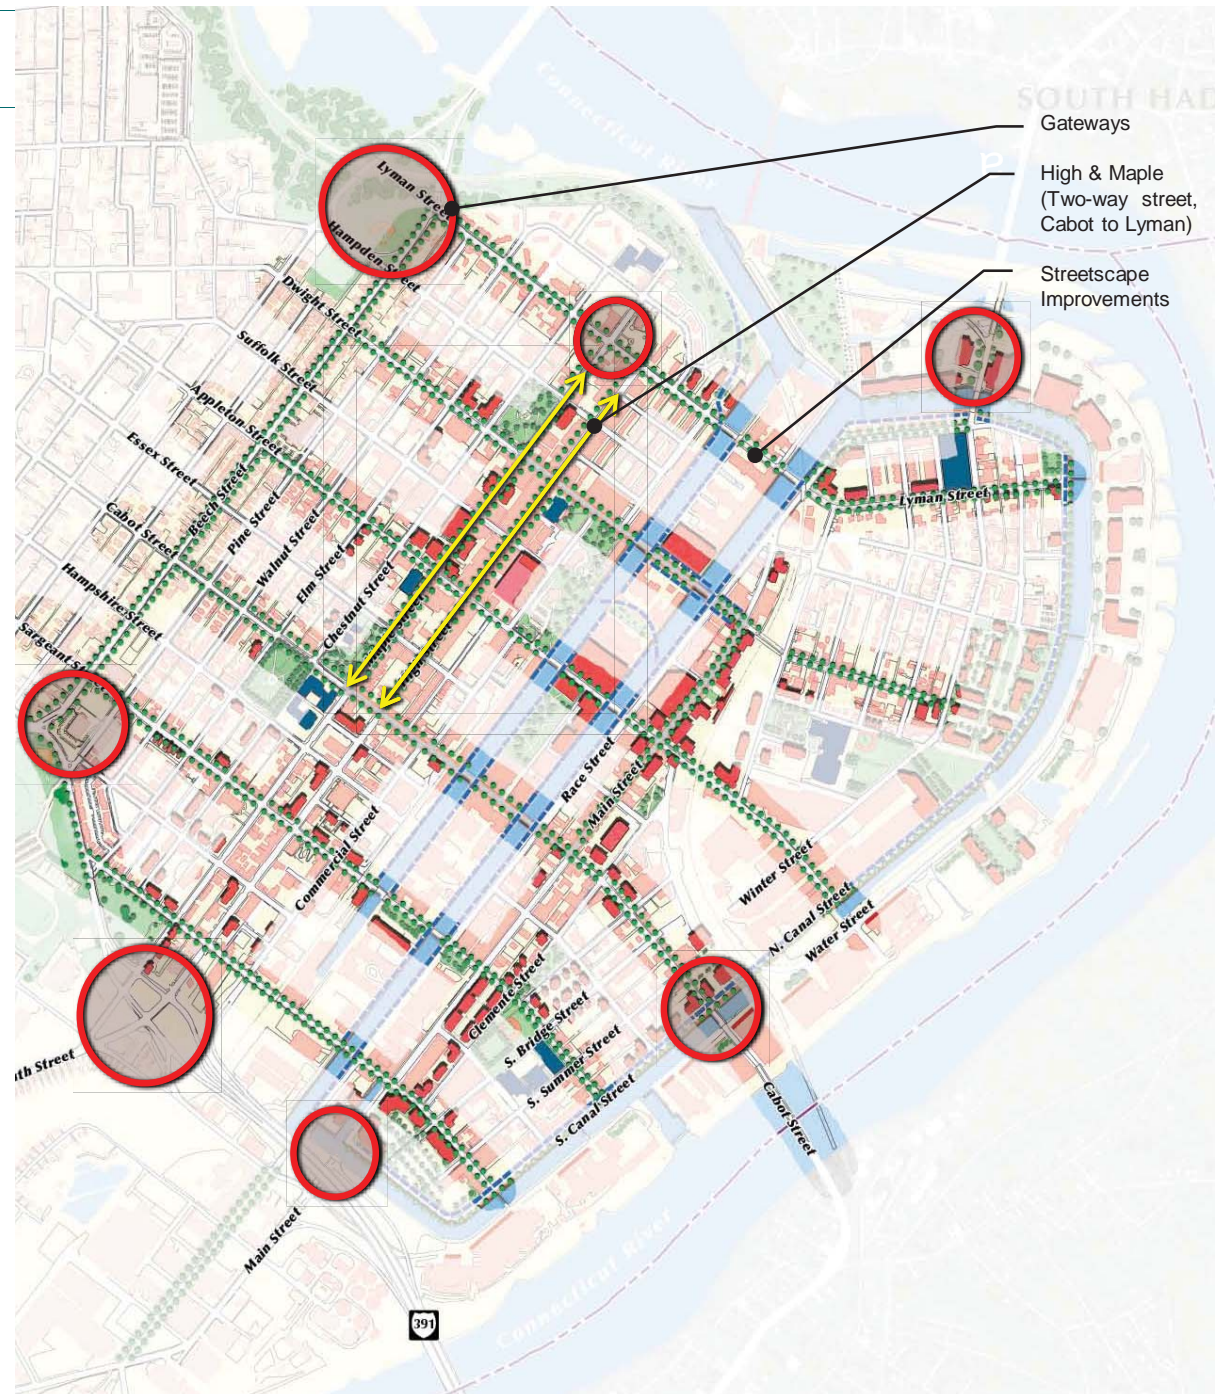 Connecticut River
SOUTH HAD
Gateways
High & Maple
(Two-way street,
Cabot to Lyman)
Streetscape
Improvements
Lyman Street
Hampden Street
Dwight Street
Suffolk Street
Appleton Street
Essex Street
Cabot Street
Hampshire Street
Sargeant St
Beech Street
Pine Street
Walnut Street
Elm Street
Chestnut Street
Lyman Street
Race Street
Main Street
Commercial Street
Winter Street
N. Canal Street
Water Street
Clemente Street
S. Bridge Street
S. Summer Street
S. Canal Street
Cabot Street
uth Street
Main Street
Connecticut River
391